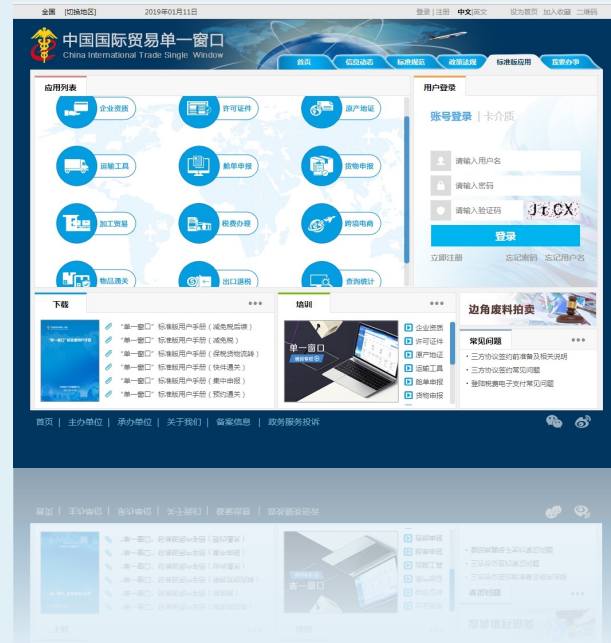 全国 [切换地区] 2019年01月11日 登录 | 注册 中文|英文 设为首页 加入收藏 二维码
中国国际贸易单一窗口
China International Trade Single Window
首页 信息动态 标准规范 政策法规 标准版应用 我要办事
应用列表
企业资质 许可证件 原产地证
运输工具 舱单申报 货物申报
加工贸易 税费办理 跨境电商
物品通关 出口退税 查询统计
用户登录
账号登录 | 卡介质
请输入用户名
请输入密码
请输入验证码 JICX
登录
立即注册 忘记密码 忘记用户名
下载
"单一窗口" 标准版用户手册(减免税后续)
"单一窗口" 标准版用户手册(减免税)
"单一窗口" 标准版用户手册(保税货物流转)
"单一窗口" 标准版用户手册(快件通关)
"单一窗口" 标准版用户手册(集中申报)
"单一窗口" 标准版用户手册(预约通关)
培训
单一窗口
企业资质
许可证件
原产地证
运输工具
舱单申报
货物申报
边角废料拍卖
常见问题
· 三方协议签约前准备及相关说明
· 三方协议签约常见问题
· 登陆税费电子支付常见问题
首页 | 主办单位 | 承办单位 | 关于我们 | 备案信息 | 政务服务投诉